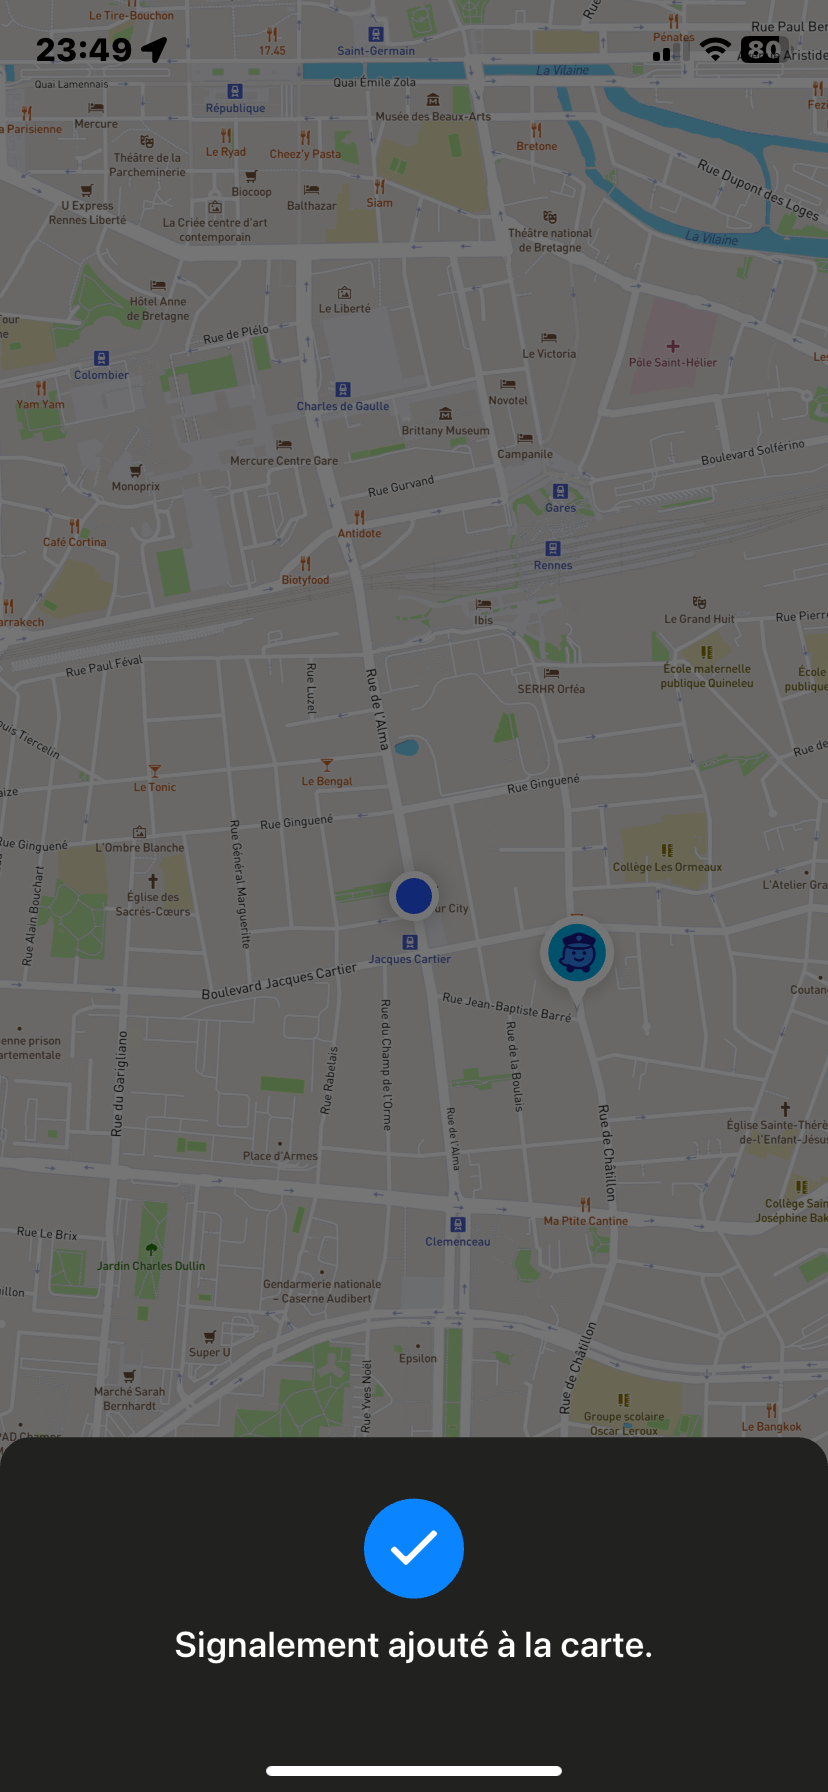 Le Tire-Bouchon
Rue Paul Ber
23:49
17.45
Saint-Germain
Pénates
80
Aristide
Quai Lamennais
République
Quai Émile Zola
La Vilaine
Mercure
Musée des Beaux-Arts
Fezi
a Parisienne
Le Ryad
Cheez'y Pasta
Bretone
Théâtre de la
Parcheminerie
Rue Dupont des Loges
U Express
Rennes Liberté
Biocoop
Balthazar
Siam
La Criée centre d'art
contemporain
Théâtre national
de Bretagne
La Vilaine
Hôtel Anne
de Bretagne
Le Liberté
Rue de Plélo
Colombier
Le Victoria
Pôle Saint-Hélier
Les
Yam Yam
Charles de Gaulle
Novotel
Brittany Museum
Mercure Centre Gare
Campanile
Boulevard Solférino
Monoprix
Rue Gurvand
Gares
Café Cortina
Antidote
Rennes
Biotyfood
arrakech
Ibis
Le Grand Huit
Rue Pierre
Rue Paul Féval
Rue Luzel
Rue de l'Alma
SERHR Orféa
École maternelle
publique Quineleu
École
publique
ouis Tiercelin
Rue de
Le Tonic
Le Bengal
Rue Ginguené
aize
Rue Ginguené
Rue Ginguené
L'Ombre Blanche
Rue Général Margueritte
Collège Les Ormeaux
Rue Alain Bouchart
Église des
Sacrés-Cœurs
L'Atelier Gra
ur City
Jacques Cartier
Boulevard Jacques Cartier
Rue Jean-Baptiste Barré
Coutan
enne prison
artementale
Rue du Garigliano
Rue Rabelais
Rue du Champ de l'Orme
Rue de la Boulais
Rue de l'Alma
Rue de Châtillon
Église Sainte-Thérè
de-l'Enfant-Jésus
Place d'Armes
Collège Sain
Joséphine Bak
Ma Ptite Cantine
Rue Le Brix
Clemenceau
Jardin Charles Dullin
Gendarmerie nationale
– Caserne Audibert
uillon
Super U
Epsilon
Rue de Châtillon
Marché Sarah
Bernhardt
Rue Yves Noël
Groupe scolaire
Oscar Leroux
Le Bangkok
PAD Champs
Signalement ajouté à la carte.